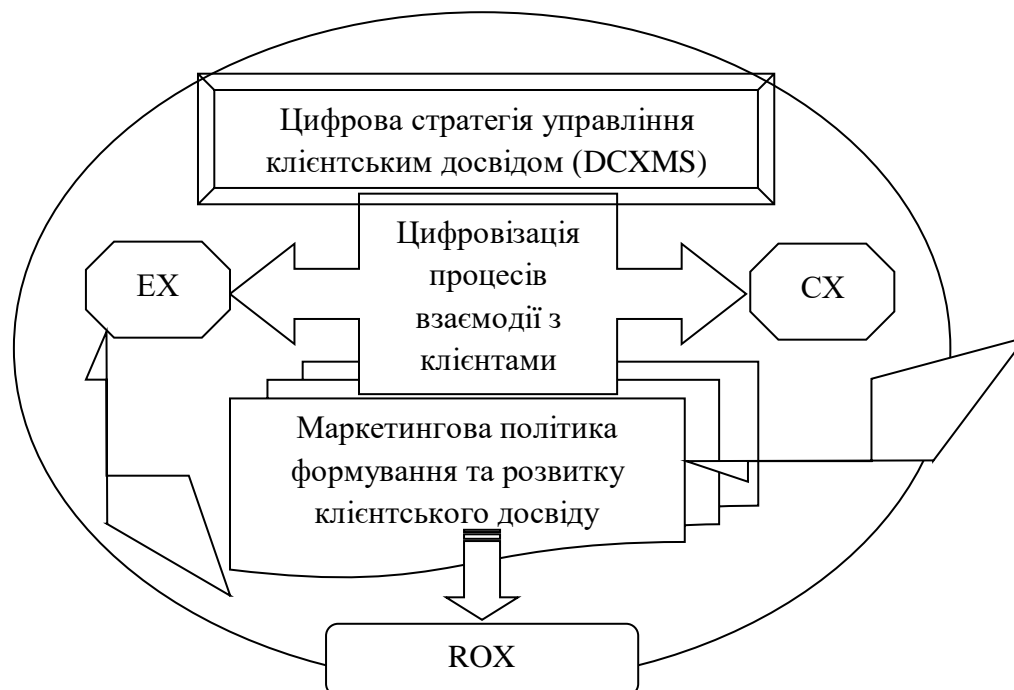 Цифрова стратегія управління
клієнтським досвідом (DCXMS)
Цифровізація
процесів
взаємодії з
клієнтами
EX
CX
Маркетингова політика
формування та розвитку
клієнтського досвіду
ROX